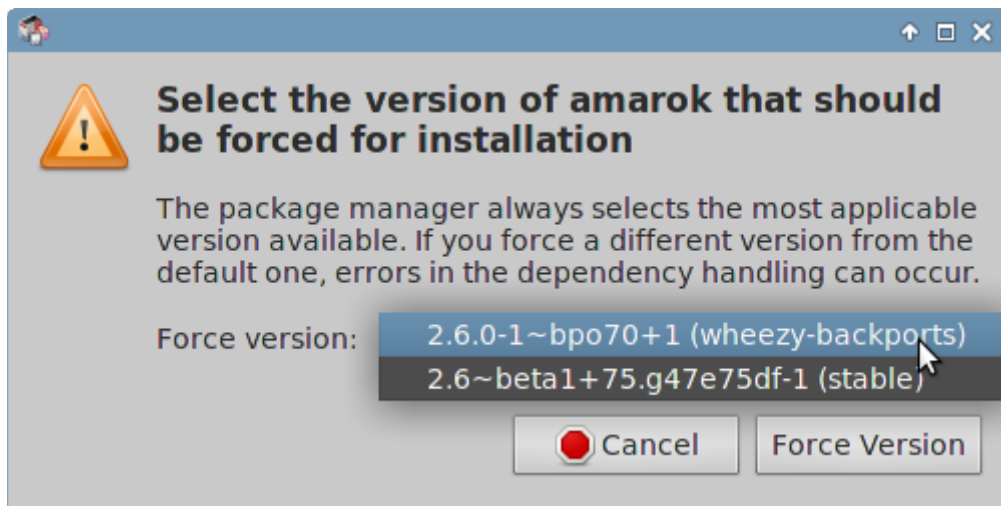 Select the version of amarok that should
be forced for installation
The package manager always selects the most applicable
version available. If you force a different version from the
default one, errors in the dependency handling can occur.
Force version:
2.6.0-1~bpo70+1 (wheezy-backports)
2.6~beta1+75.g47e75df-1 (stable)
Cancel
Force Version